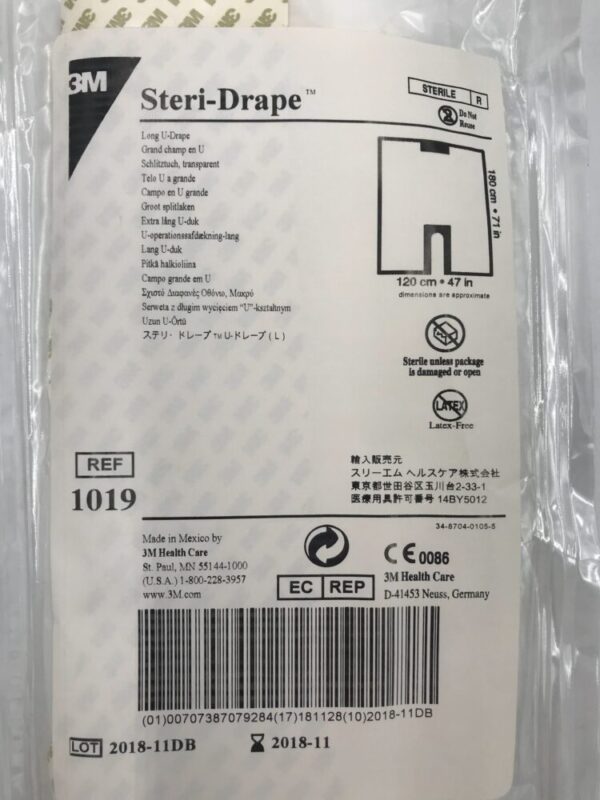 3M
Steri-Drape™
STERILE R
Do Not
Reuse
Long U-Drape
Grand champ en U
Schlitztuch, transparent
Telo U a grande
Campo en U grande
Groot splitlaken
Extra lång U-duk
U-operationsafdækning-lang
Lang U-duk
Pitkä halkioliina
Campo grande em U
Σχιστό Διαφανές Οθόνιο, Μακρύ
Serweta z długim wycięciem "U"-kształnym
Uzun U-Örtü
ステリ・ドレープ™ U-ドレープ(L)
180 cm • 71 in
120 cm • 47 in
dimensions are approximate
Sterile unless package
is damaged or open
LATEX
Latex-Free
REF
1019
輸入販売元
スリーエム ヘルスケア株式会社
東京都世田谷区玉川台2-33-1
医療用具許可番号 14BY5012
34-8704-0105-5
Made in Mexico by
3M Health Care
St. Paul, MN 55144-1000
(U.S.A.) 1-800-228-3957
www.3M.com
CE 0086
EC REP
3M Health Care
D-41453 Neuss, Germany
(01)00707387079284(17)181128(10)2018-11DB
LOT 2018-11DB
2018-11